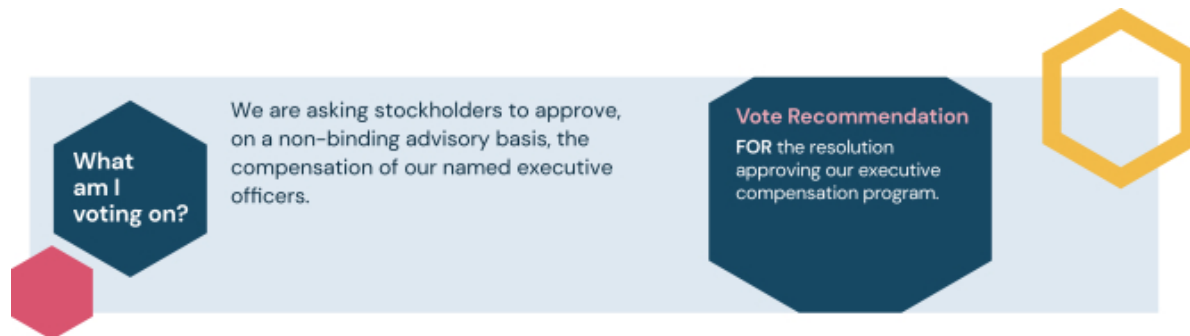 What
am I
voting on?
We are asking stockholders to approve,
on a non-binding advisory basis, the
compensation of our named executive
officers.
Vote Recommendation
FOR the resolution
approving our executive
compensation program.